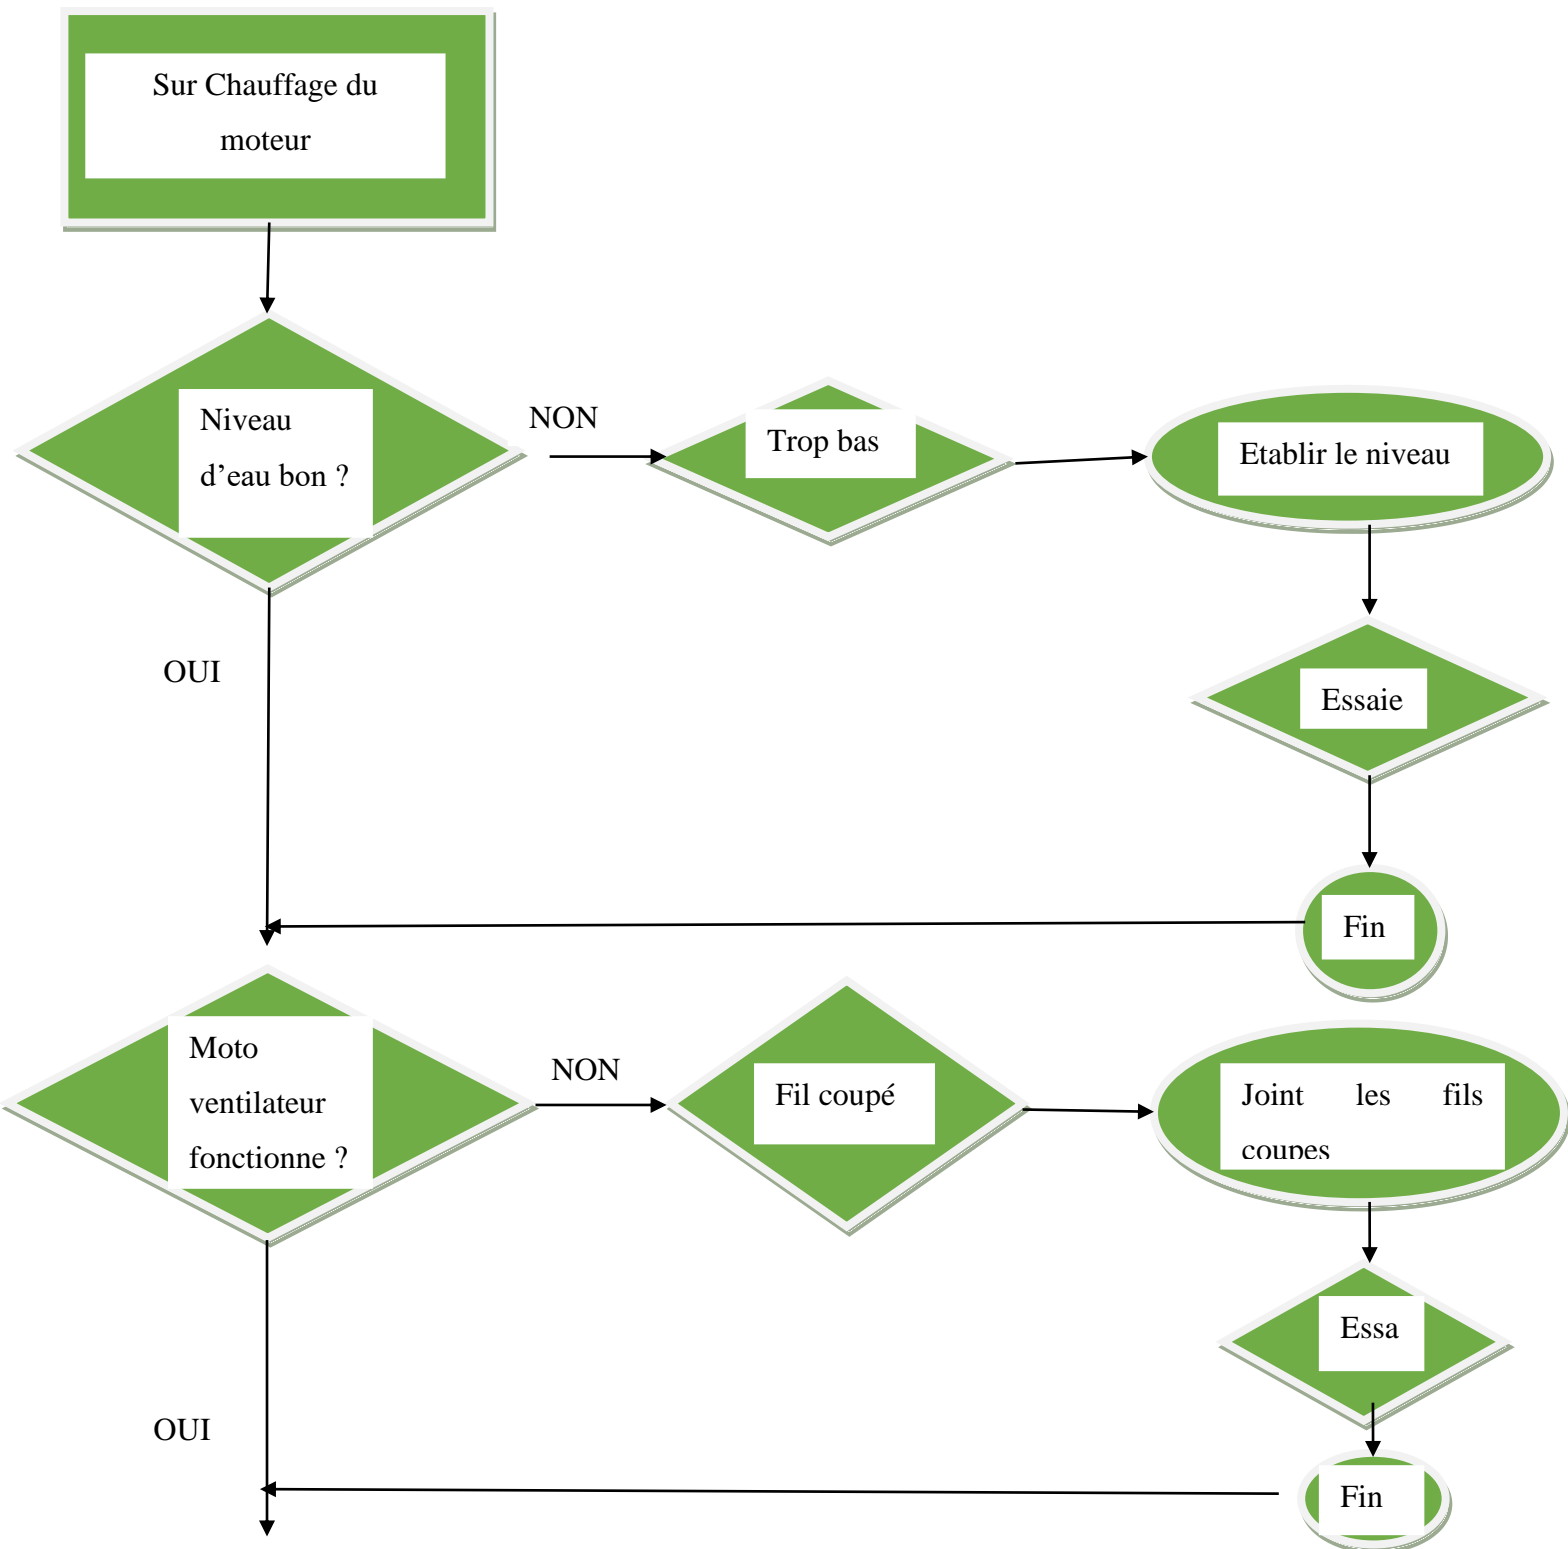 Sur Chauffage du
moteur
Niveau
d’eau bon ?
NON
Trop bas
Etablir le niveau
OUI
Essaie
Fin
Moto
ventilateur
fonctionne ?
NON
Fil coupé
Joint les fils
coupes
Essa
OUI
Fin